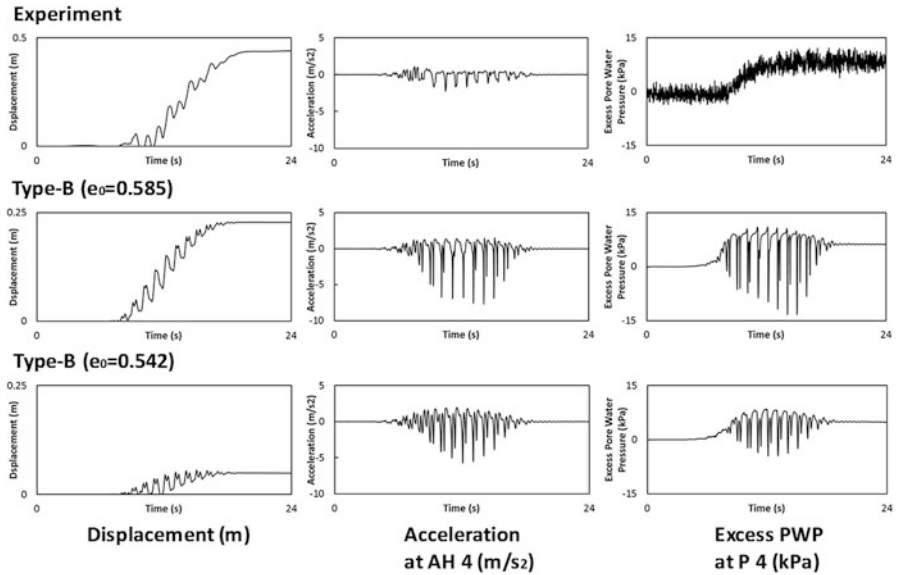 Experiment
0.5
Dsplacement (m)
0
0
Time (s)
24
5
0
-5
-10
Acceleration (m/s2)
0
Time (s)
24
15
0
-15
Excess Pore Water
Pressure (kPa)
0
Time (s)
24
Type-B (e0=0.585)
0.25
Dsplacement (m)
0
0
Time (s)
24
5
0
-5
-10
Acceleration (m/s2)
0
Time (s)
24
15
0
-15
Excess Pore Water
Pressure (kPa)
0
Time (s)
24
Type-B (e0=0.542)
0.25
Dsplacement (m)
0
0
Time (s)
24
5
0
-5
-10
Acceleration (m/s2)
0
Time (s)
24
15
0
-15
Excess Pore Water
Pressure (kPa)
0
Time (s)
24
Displacement (m)
Acceleration
at AH 4 (m/s2)
Excess PWP
at P 4 (kPa)